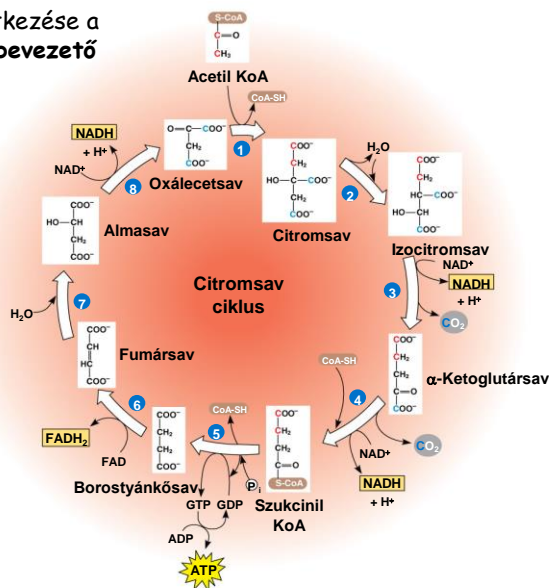 rkezése a
bevezető
S-CoA
C=O
CH₃
Acetil KoA
CoA-SH
NADH
+ H⁺
NAD⁺
8
O=C-COO⁻
CH₂
COO⁻
Oxálecetsav
1
COO⁻
CH₂
HO-C-COO⁻
CH₂
COO⁻
Citromsav
H₂O
2
COO⁻
CH₂
HC-COO⁻
HO-CH
COO⁻
Izocitromsav
COO⁻
HO-CH
CH₂
COO⁻
Almasav
Citromsav
ciklus
3
NAD⁺
NADH
+ H⁺
CO₂
7
H₂O
COO⁻
CH
HC
COO⁻
Fumársav
CoA-SH
4
COO⁻
CH₂
CH₂
C=O
COO⁻
α-Ketoglutársav
6
FADH₂
FAD
COO⁻
CH₂
CH₂
COO⁻
Borostyánkősav
CoA-SH
5
COO⁻
CH₂
CH₂
C=O
S-CoA
Szukcinil
KoA
CO₂
NAD⁺
NADH
+ H⁺
Pi
GTP GDP
ADP
ATP